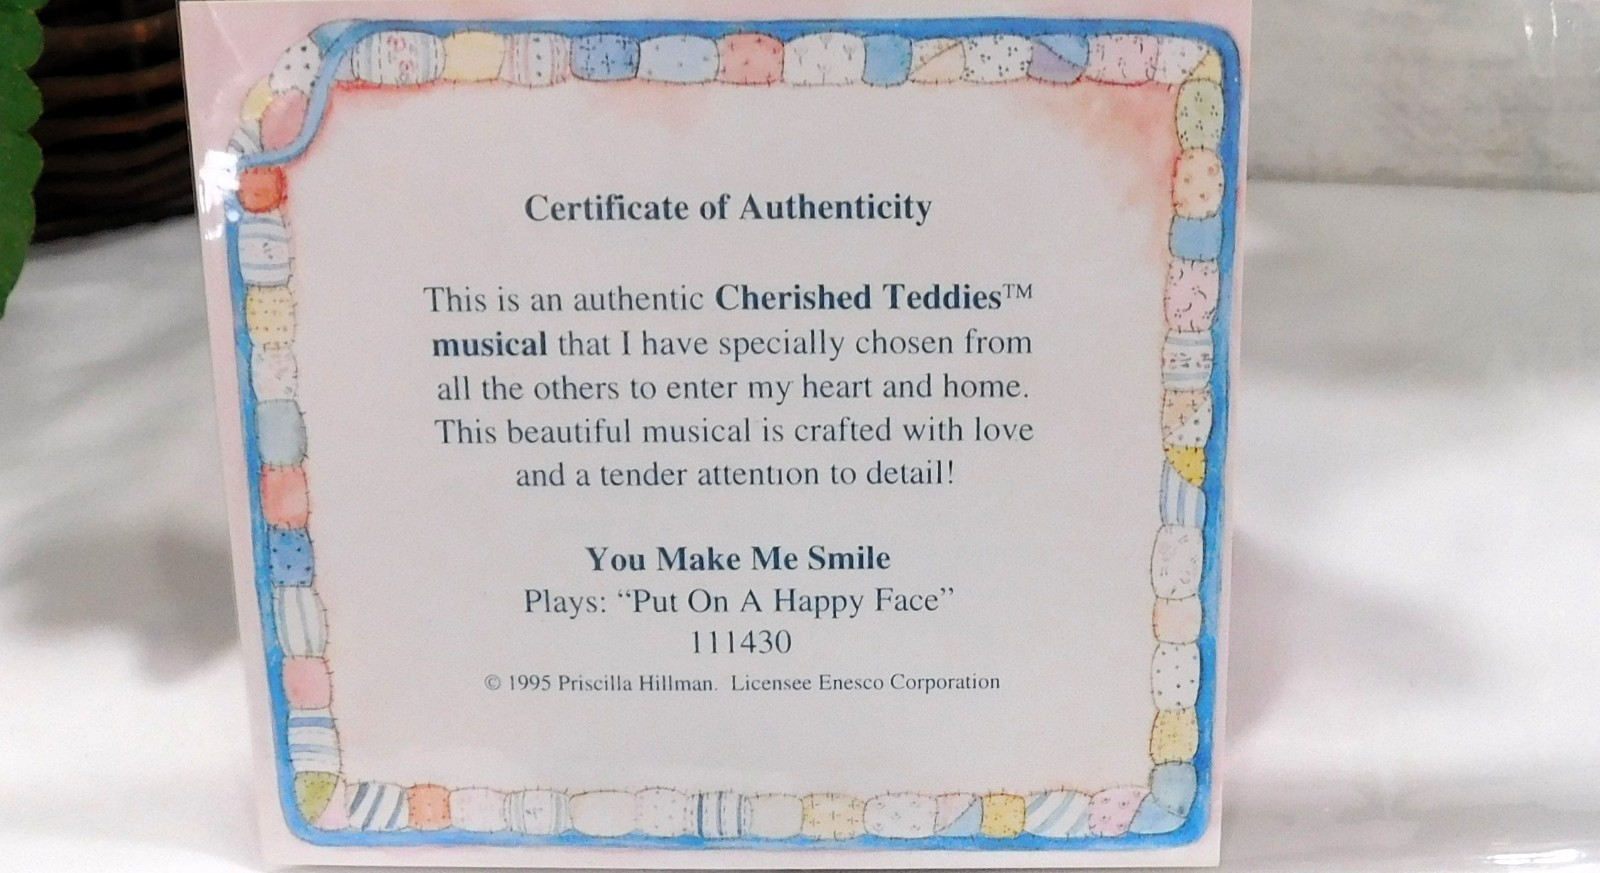 Certificate of Authenticity
This is an authentic Cherished Teddies™
musical that I have specially chosen from
all the others to enter my heart and home.
This beautiful musical is crafted with love
and a tender attention to detail!
You Make Me Smile
Plays: “Put On A Happy Face”
111430
© 1995 Priscilla Hillman. Licensee Enesco Corporation